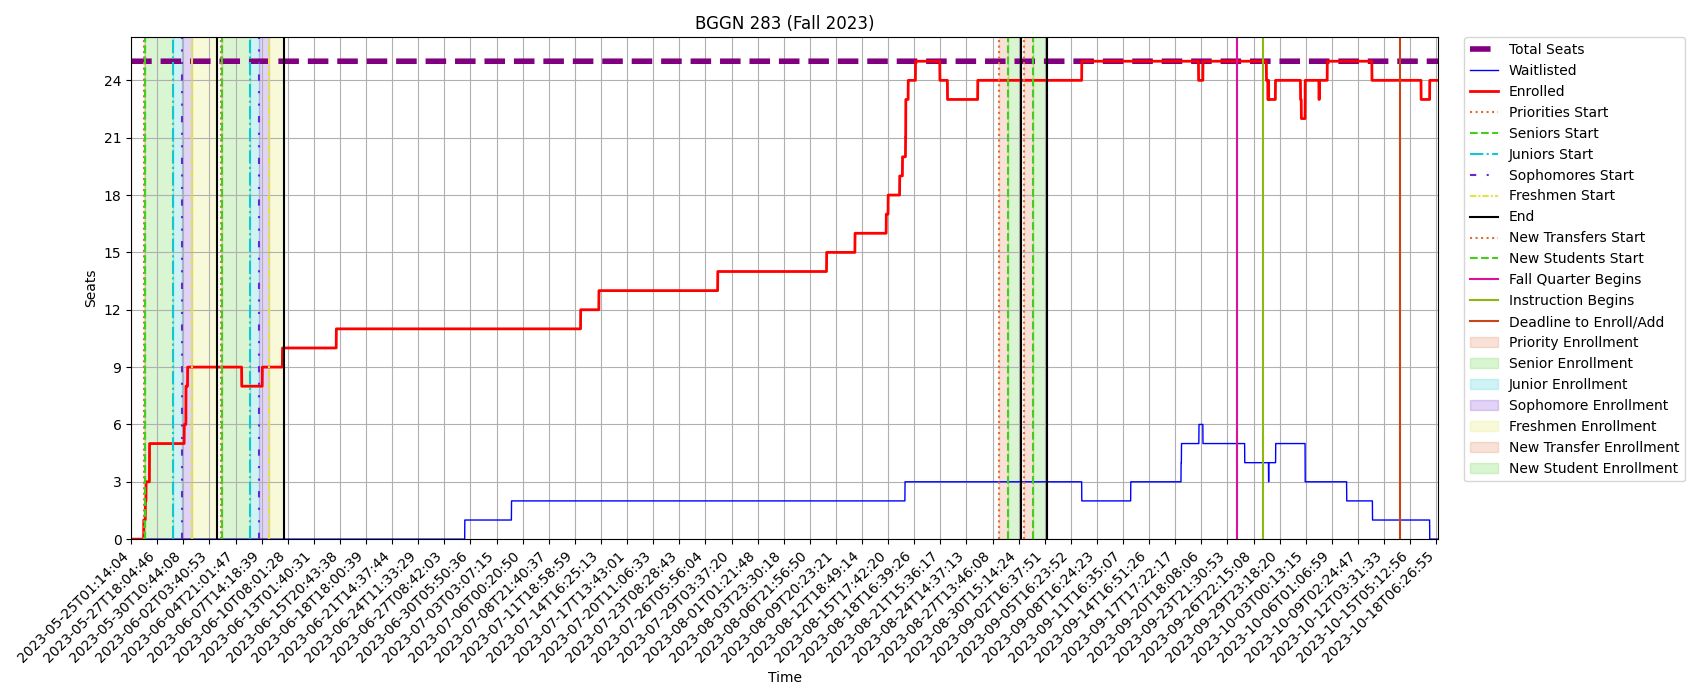 BGGN 283 (Fall 2023)
Seats
24
21
18
15
12
9
6
3
0
2023-05-25T01:14:04
2023-05-27T18:04:46
2023-05-30T10:44:08
2023-06-02T03:40:53
2023-06-04T21:01:47
2023-06-07T14:18:39
2023-06-10T08:01:28
2023-06-13T01:40:31
2023-06-15T20:43:38
2023-06-18T18:00:39
2023-06-21T14:37:44
2023-06-24T11:33:29
2023-06-27T08:42:03
2023-06-30T05:50:36
2023-07-03T03:07:15
2023-07-06T00:20:50
2023-07-08T21:40:37
2023-07-11T18:58:59
2023-07-14T16:25:13
2023-07-17T13:43:01
2023-07-20T11:06:33
2023-07-23T08:28:43
2023-07-26T05:56:04
2023-07-29T03:37:20
2023-08-01T01:21:48
2023-08-03T23:30:18
2023-08-06T21:56:50
2023-08-09T20:23:21
2023-08-12T18:49:14
2023-08-15T17:42:20
2023-08-18T16:39:26
2023-08-21T15:36:17
2023-08-24T14:37:13
2023-08-27T13:46:08
2023-08-30T15:14:24
2023-09-02T16:37:51
2023-09-05T16:23:52
2023-09-08T16:24:23
2023-09-11T16:35:07
2023-09-14T16:51:26
2023-09-17T17:22:17
2023-09-20T18:08:06
2023-09-23T21:30:53
2023-09-26T22:15:08
2023-09-29T23:18:20
2023-10-03T00:13:15
2023-10-06T01:06:59
2023-10-09T02:24:47
2023-10-12T03:31:33
2023-10-15T05:12:56
2023-10-18T06:26:55
Time
Total Seats
Waitlisted
Enrolled
Priorities Start
Seniors Start
Juniors Start
Sophomores Start
Freshmen Start
End
New Transfers Start
New Students Start
Fall Quarter Begins
Instruction Begins
Deadline to Enroll/Add
Priority Enrollment
Senior Enrollment
Junior Enrollment
Sophomore Enrollment
Freshmen Enrollment
New Transfer Enrollment
New Student Enrollment